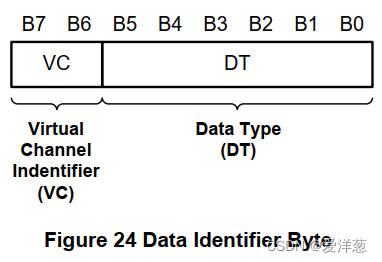 B7 B6 B5 B4 B3 B2 B1 B0
VC DT
Virtual
Channel
Indentifier
(VC)
Data Type
(DT)
Figure 24 Data Identifier Byte
CSDN @爱洋葱